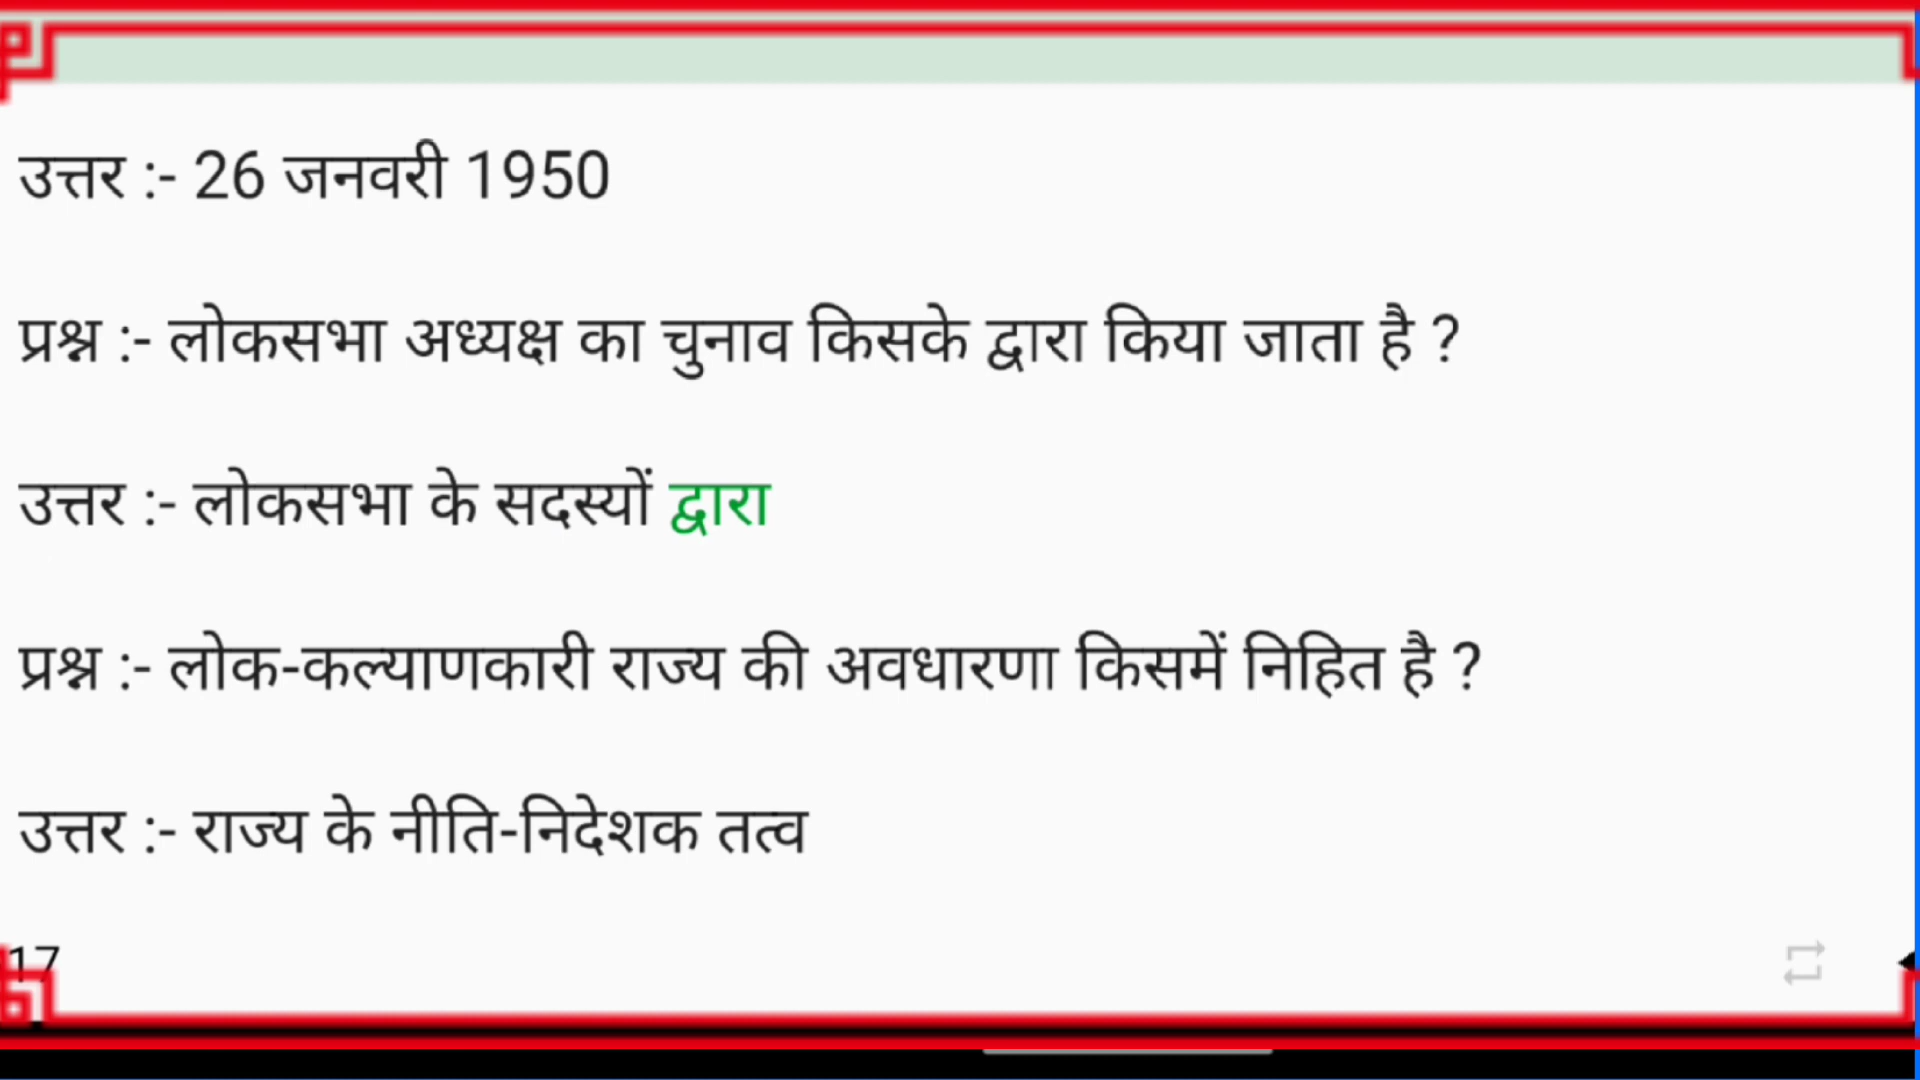 उत्तर :- 26 जनवरी 1950
प्रश्न :- लोकसभा अध्यक्ष का चुनाव किसके द्वारा किया जाता है ?
उत्तर :- लोकसभा के सदस्यों द्वारा
प्रश्न :- लोक-कल्याणकारी राज्य की अवधारणा किसमें निहित है ?
उत्तर :- राज्य के नीति-निदेशक तत्व
17